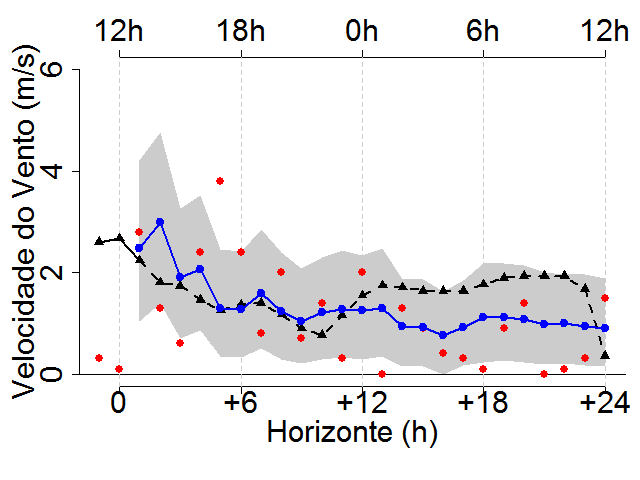 12h 18h 0h 6h 12h
Velocidade do Vento (m/s)
6
4
2
0
0 +6 +12 +18 +24
Horizonte (h)